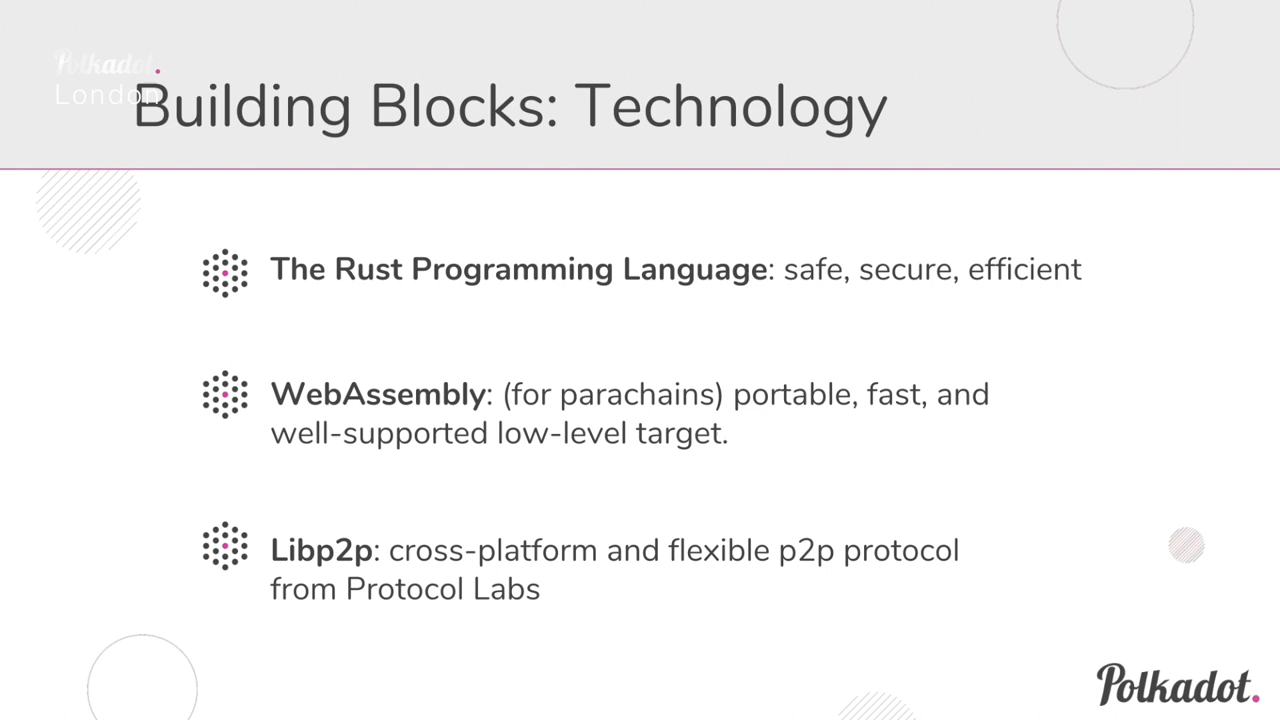 Polkadot.
London
Building Blocks: Technology
The Rust Programming Language: safe, secure, efficient
WebAssembly: (for parachains) portable, fast, and
well-supported low-level target.
Libp2p: cross-platform and flexible p2p protocol
from Protocol Labs
Polkadot.